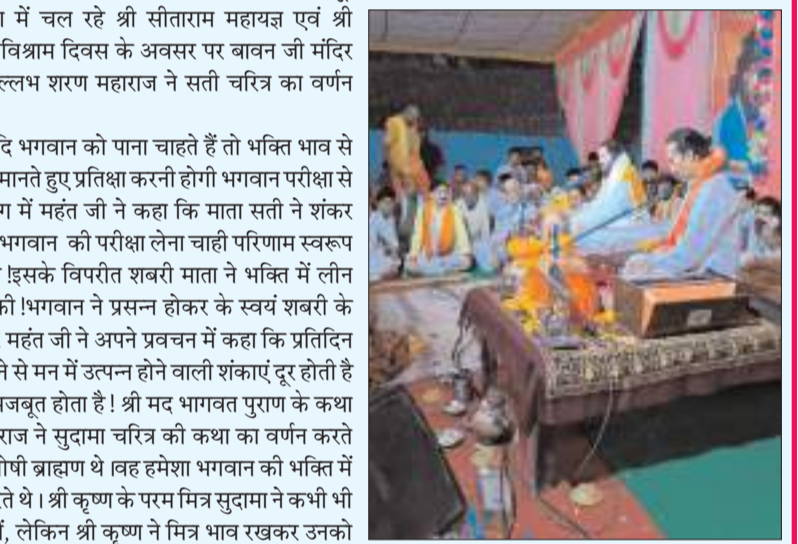 में चल रहे श्री सीताराम महायज्ञ एवं श्री
विश्राम दिवस के अवसर पर बावन जी मंदिर
ल्लभ शरण महाराज ने सती चरित्र का वर्णन
दि भगवान को पाना चाहते हैं तो भक्ति भाव से
मानते हुए प्रतिक्षा करनी होगी भगवान परीक्षा से
ग में महंत जी ने कहा कि माता सती ने शंकर
भगवान की परीक्षा लेना चाही परिणाम स्वरूप
!इसके विपरीत शबरी माता ने भक्ति में लीन
की !भगवान ने प्रसन्न होकर के स्वयं शबरी के
महंत जी ने अपने प्रवचन में कहा कि प्रतिदिन
ने से मन में उत्पन्न होने वाली शंकाएं दूर होती है
मजबूत होता है ! श्री मद भागवत पुराण के कथा
राज ने सुदामा चरित्र की कथा का वर्णन करते
ोषी ब्राह्मण थे ।वह हमेशा भगवान की भक्ति में
ते थे । श्री कृष्ण के परम मित्र सुदामा ने कभी भी
ं, लेकिन श्री कृष्ण ने मित्र भाव रखकर उनको